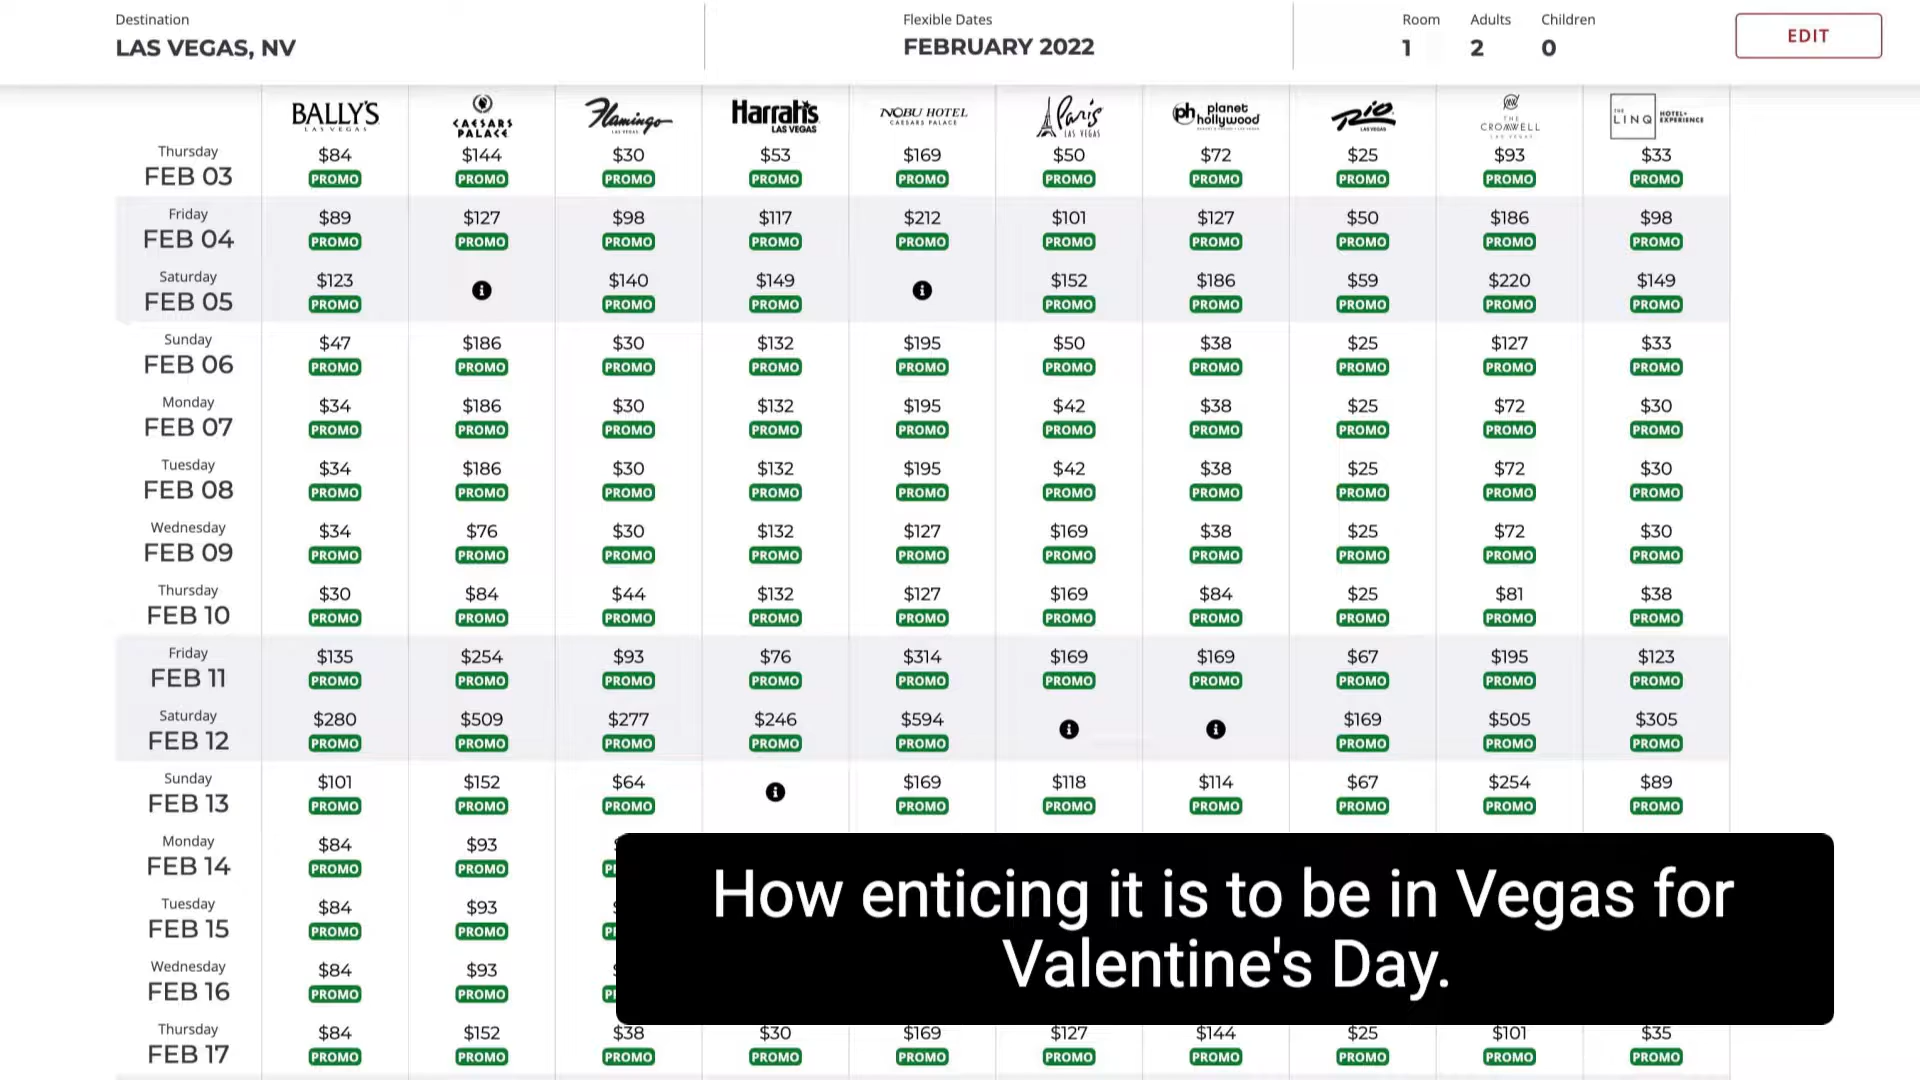 Destination
LAS VEGAS, NV
Flexible Dates
FEBRUARY 2022
Room Adults Children
1 2 0
EDIT
BALLY'S LAS VEGAS
CAESARS PALACE
Flamingo LAS VEGAS
Harrah's LAS VEGAS
NOBU HOTEL CAESARS PALACE
Paris LAS VEGAS
ph planet hollywood
RIO LAS VEGAS
THE CROMWELL
THE LINQ HOTEL+ EXPERIENCE
Thursday
FEB 03
$84 $144 $30 $53 $169 $50 $72 $25 $93 $33
PROMO PROMO PROMO PROMO PROMO PROMO PROMO PROMO PROMO PROMO
Friday
FEB 04
$89 $127 $98 $117 $212 $101 $127 $50 $186 $98
PROMO PROMO PROMO PROMO PROMO PROMO PROMO PROMO PROMO PROMO
Saturday
FEB 05
$123 i $140 $149 i $152 $186 $59 $220 $149
PROMO PROMO PROMO PROMO PROMO PROMO PROMO PROMO
Sunday
FEB 06
$47 $186 $30 $132 $195 $50 $38 $25 $127 $33
PROMO PROMO PROMO PROMO PROMO PROMO PROMO PROMO PROMO PROMO
Monday
FEB 07
$34 $186 $30 $132 $195 $42 $38 $25 $72 $30
PROMO PROMO PROMO PROMO PROMO PROMO PROMO PROMO PROMO PROMO
Tuesday
FEB 08
$34 $186 $30 $132 $195 $42 $38 $25 $72 $30
PROMO PROMO PROMO PROMO PROMO PROMO PROMO PROMO PROMO PROMO
Wednesday
FEB 09
$34 $76 $30 $132 $127 $169 $38 $25 $72 $30
PROMO PROMO PROMO PROMO PROMO PROMO PROMO PROMO PROMO PROMO
Thursday
FEB 10
$30 $84 $44 $132 $127 $169 $84 $25 $81 $38
PROMO PROMO PROMO PROMO PROMO PROMO PROMO PROMO PROMO PROMO
Friday
FEB 11
$135 $254 $93 $76 $314 $169 $169 $67 $195 $123
PROMO PROMO PROMO PROMO PROMO PROMO PROMO PROMO PROMO PROMO
Saturday
FEB 12
$280 $509 $277 $246 $594 i i $169 $505 $305
PROMO PROMO PROMO PROMO PROMO PROMO PROMO PROMO
Sunday
FEB 13
$101 $152 $64 i $169 $118 $114 $67 $254 $89
PROMO PROMO PROMO PROMO PROMO PROMO PROMO PROMO PROMO
Monday
FEB 14
$84 $93
PROMO PROMO
Tuesday
FEB 15
$84 $93
PROMO PROMO
Wednesday
FEB 16
$84 $93
PROMO PROMO
How enticing it is to be in Vegas for
Valentine's Day.
Thursday
FEB 17
$84 $152 $38 $30 $169 $127 $144 $25 $101 $35
PROMO PROMO PROMO PROMO PROMO PROMO PROMO PROMO PROMO PROMO